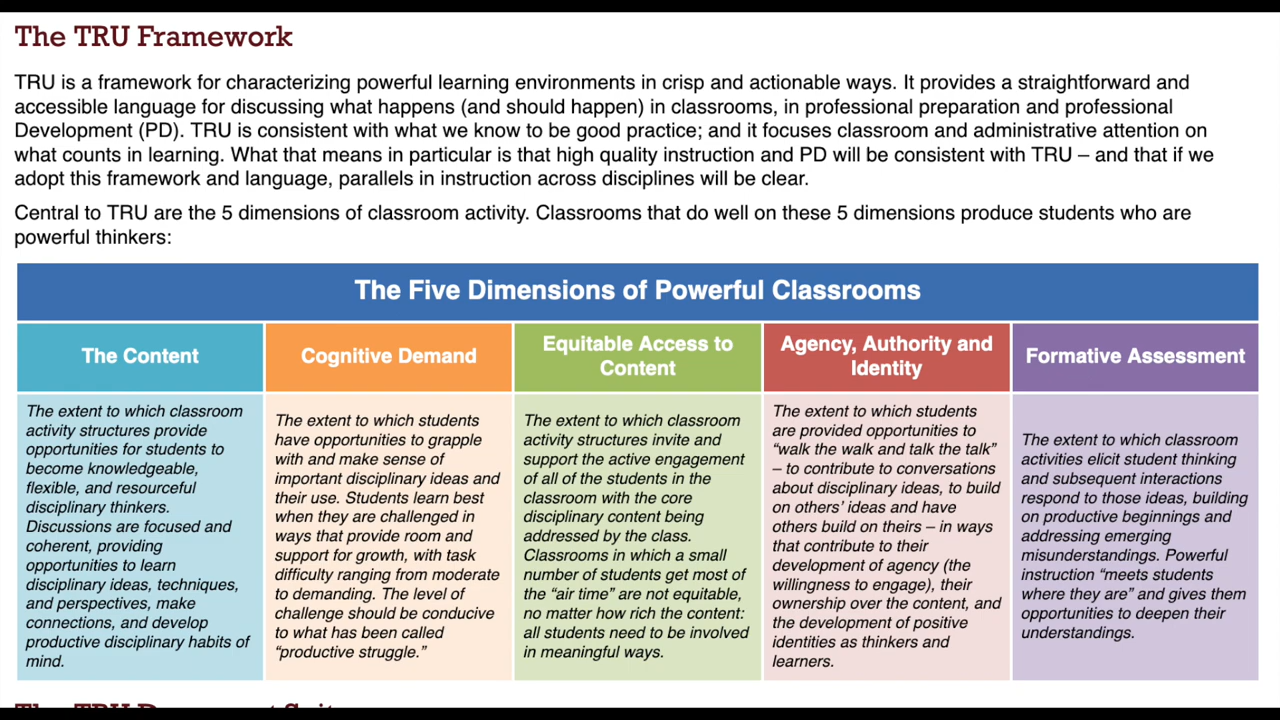 The TRU Framework
TRU is a framework for characterizing powerful learning environments in crisp and actionable ways. It provides a straightforward and
accessible language for discussing what happens (and should happen) in classrooms, in professional preparation and professional
Development (PD). TRU is consistent with what we know to be good practice; and it focuses classroom and administrative attention on
what counts in learning. What that means in particular is that high quality instruction and PD will be consistent with TRU – and that if we
adopt this framework and language, parallels in instruction across disciplines will be clear.
Central to TRU are the 5 dimensions of classroom activity. Classrooms that do well on these 5 dimensions produce students who are
powerful thinkers:
The Five Dimensions of Powerful Classrooms
The Content
The extent to which classroom
activity structures provide
opportunities for students to
become knowledgeable,
flexible, and resourceful
disciplinary thinkers.
Discussions are focused and
coherent, providing
opportunities to learn
disciplinary ideas, techniques,
and perspectives, make
connections, and develop
productive disciplinary habits of
mind.
Cognitive Demand
The extent to which students
have opportunities to grapple
with and make sense of
important disciplinary ideas and
their use. Students learn best
when they are challenged in
ways that provide room and
support for growth, with task
difficulty ranging from moderate
to demanding. The level of
challenge should be conducive
to what has been called
“productive struggle.”
Equitable Access to
Content
The extent to which classroom
activity structures invite and
support the active engagement
of all of the students in the
classroom with the core
disciplinary content being
addressed by the class.
Classrooms in which a small
number of students get most of
the “air time” are not equitable,
no matter how rich the content:
all students need to be involved
in meaningful ways.
Agency, Authority and
Identity
The extent to which students
are provided opportunities to
“walk the walk and talk the talk”
– to contribute to conversations
about disciplinary ideas, to build
on others’ ideas and have
others build on theirs – in ways
that contribute to their
development of agency (the
willingness to engage), their
ownership over the content, and
the development of positive
identities as thinkers and
learners.
Formative Assessment
The extent to which classroom
activities elicit student thinking
and subsequent interactions
respond to those ideas, building
on productive beginnings and
addressing emerging
misunderstandings. Powerful
instruction “meets students
where they are” and gives them
opportunities to deepen their
understandings.
The TRU